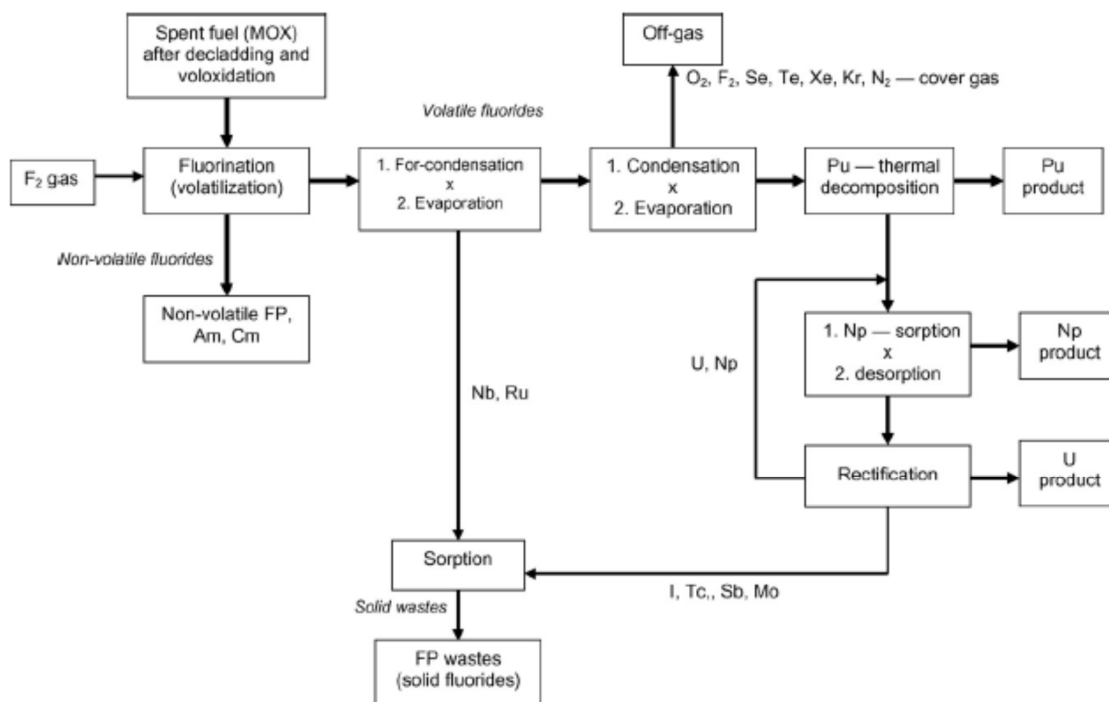 Spent fuel (MOX)
after decladding and
voloxidation
Off-gas
O₂, F₂, Se, Te, Xe, Kr, N₂ — cover gas
Volatile fluorides
F₂ gas
Fluorination
(volatilization)
1. For-condensation
x
2. Evaporation
1. Condensation
x
2. Evaporation
Pu — thermal
decomposition
Pu
product
Non-volatile fluorides
Non-volatile FP,
Am, Cm
1. Np — sorption
x
2. desorption
Np
product
U, Np
Nb, Ru
Rectification
U
product
Sorption
I, Tc,, Sb, Mo
Solid wastes
FP wastes
(solid fluorides)